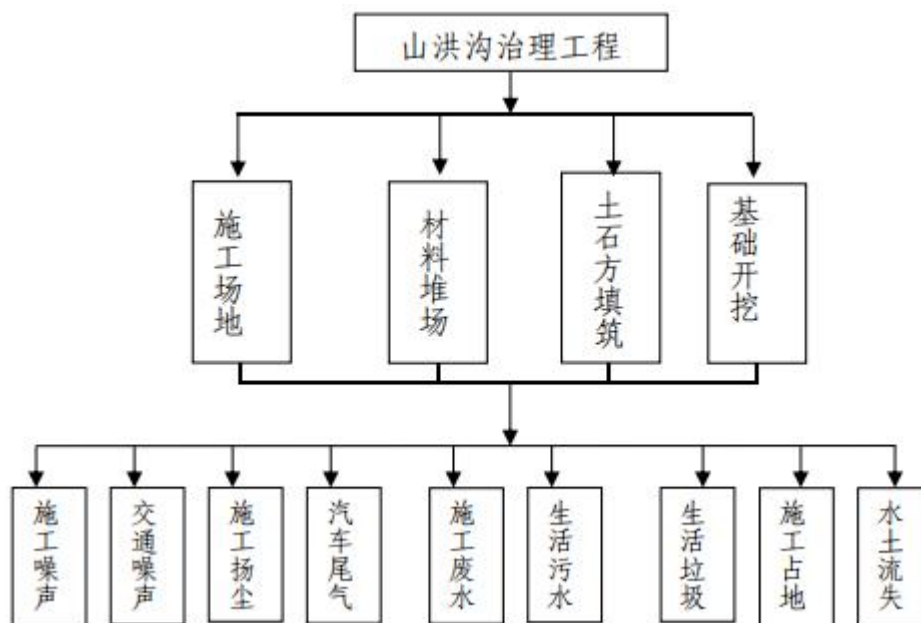 山洪沟治理工程
施工场地
材料堆场
土石方填筑
基础开挖
施工噪声
交通噪声
施工扬尘
汽车尾气
施工废水
生活污水
生活垃圾
施工占地
水土流失